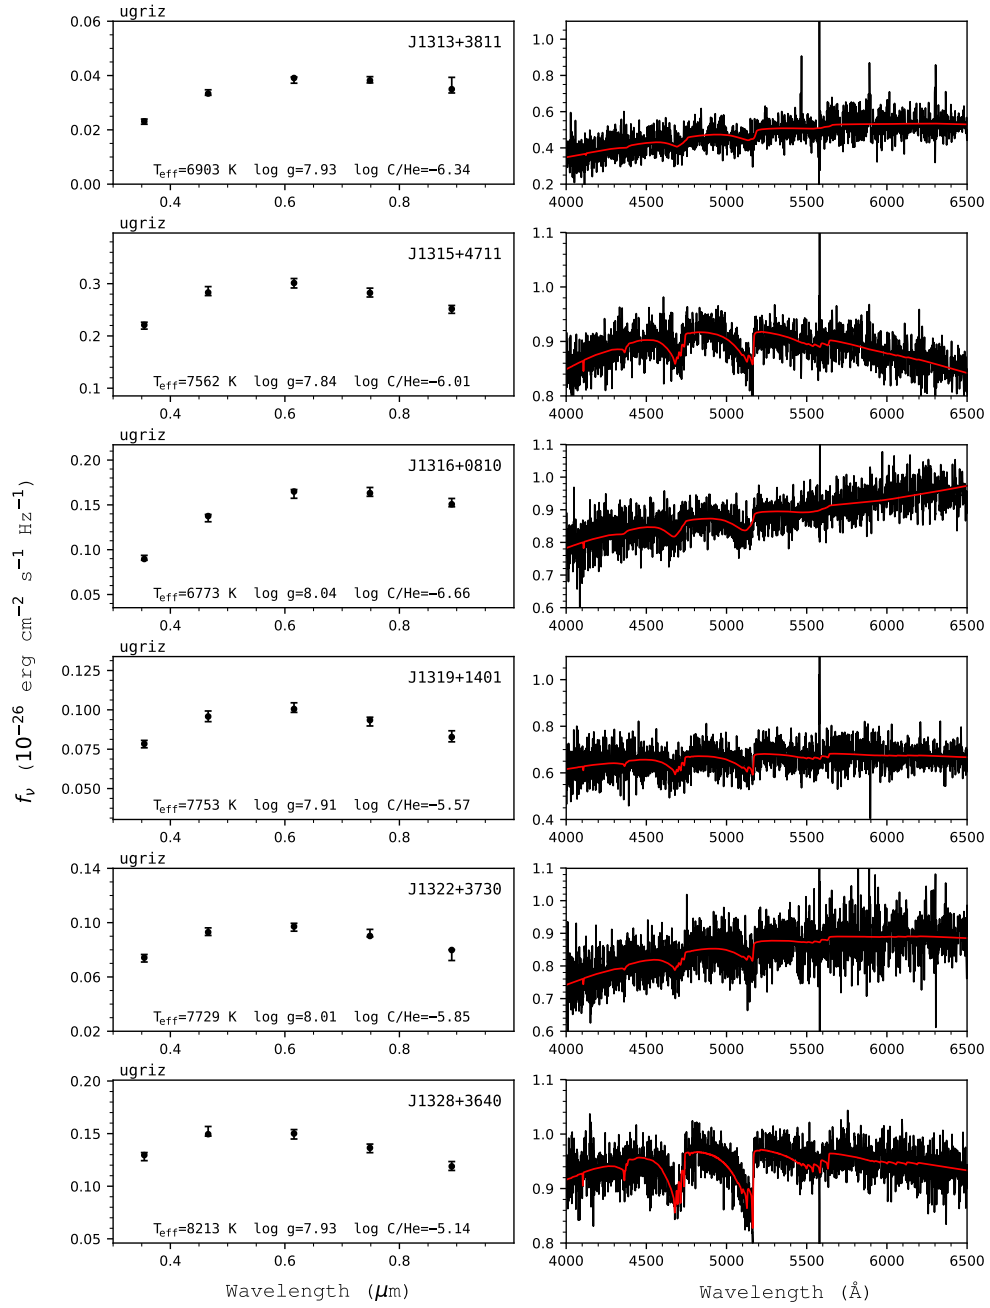 ugriz
J1313+3811
T_eff=6903 K  log g=7.93  log C/He=−6.34
0.00 0.02 0.04 0.06
0.4 0.6 0.8
0.2 0.4 0.6 0.8 1.0
4000 4500 5000 5500 6000 6500
ugriz
J1315+4711
T_eff=7562 K  log g=7.84  log C/He=−6.01
0.1 0.2 0.3
0.4 0.6 0.8
0.8 0.9 1.0 1.1
4000 4500 5000 5500 6000 6500
ugriz
J1316+0810
T_eff=6773 K  log g=8.04  log C/He=−6.66
0.05 0.10 0.15 0.20
0.4 0.6 0.8
0.6 0.7 0.8 0.9 1.0 1.1
4000 4500 5000 5500 6000 6500
ugriz
J1319+1401
T_eff=7753 K  log g=7.91  log C/He=−5.57
0.050 0.075 0.100 0.125
0.4 0.6 0.8
0.4 0.6 0.8 1.0
4000 4500 5000 5500 6000 6500
ugriz
J1322+3730
T_eff=7729 K  log g=8.01  log C/He=−5.85
0.02 0.06 0.10 0.14
0.4 0.6 0.8
0.6 0.7 0.8 0.9 1.0 1.1
4000 4500 5000 5500 6000 6500
ugriz
J1328+3640
T_eff=8213 K  log g=7.93  log C/He=−5.14
0.05 0.10 0.15 0.20
0.4 0.6 0.8
0.8 0.9 1.0 1.1
4000 4500 5000 5500 6000 6500
f_ν (10⁻²⁶ erg cm⁻² s⁻¹ Hz⁻¹)
Wavelength (μm)
Wavelength (Å)